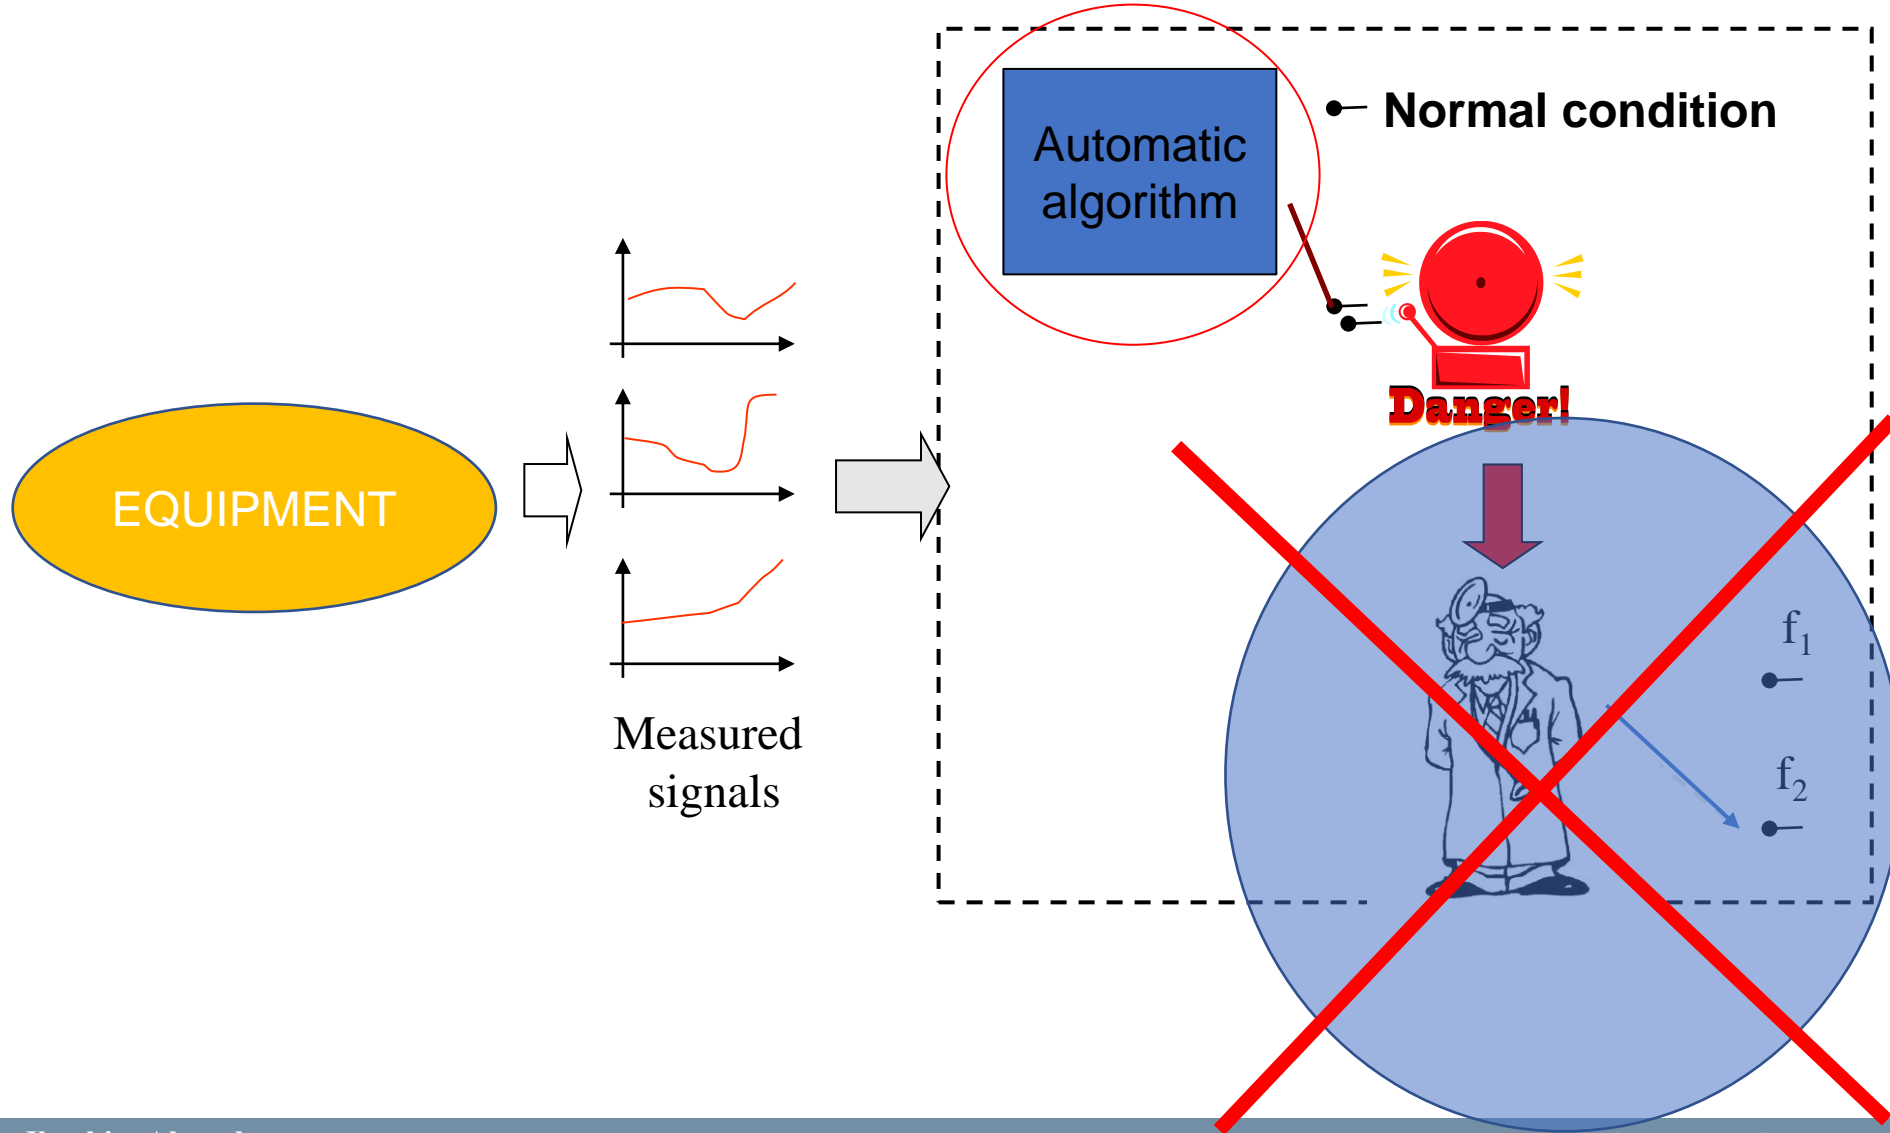 Automatic
algorithm
Normal condition
Danger!
EQUIPMENT
Measured
signals
f1
f2